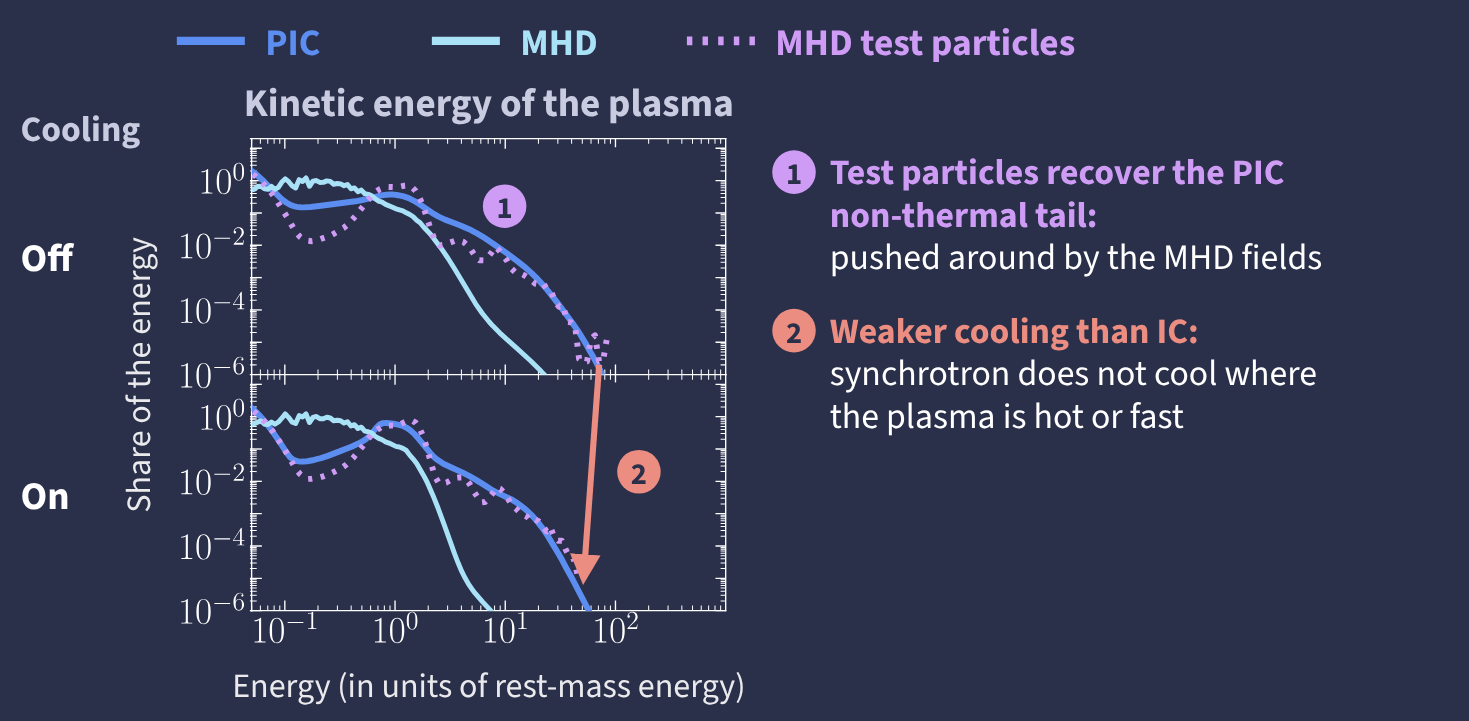 PIC MHD MHD test particles
Kinetic energy of the plasma
Cooling
Off
On
Share of the energy
10^0
10^-2
10^-4
10^-6
10^0
10^-2
10^-4
10^-6
10^-1 10^0 10^1 10^2
Energy (in units of rest-mass energy)
1
2
1 Test particles recover the PIC
non-thermal tail:
pushed around by the MHD fields
2 Weaker cooling than IC:
synchrotron does not cool where
the plasma is hot or fast